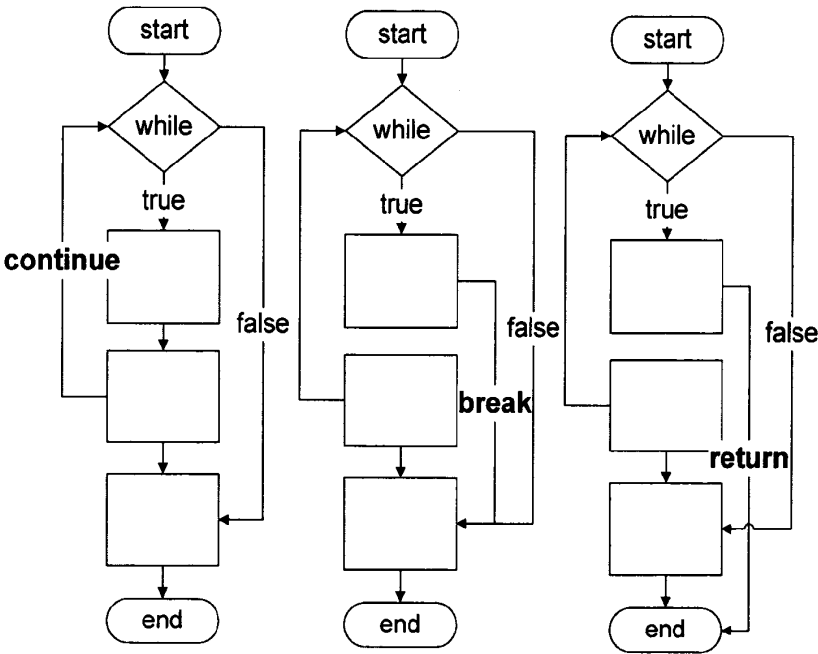 start
while
true
continue
false
end
start
while
true
false
break
end
start
while
true
false
return
end